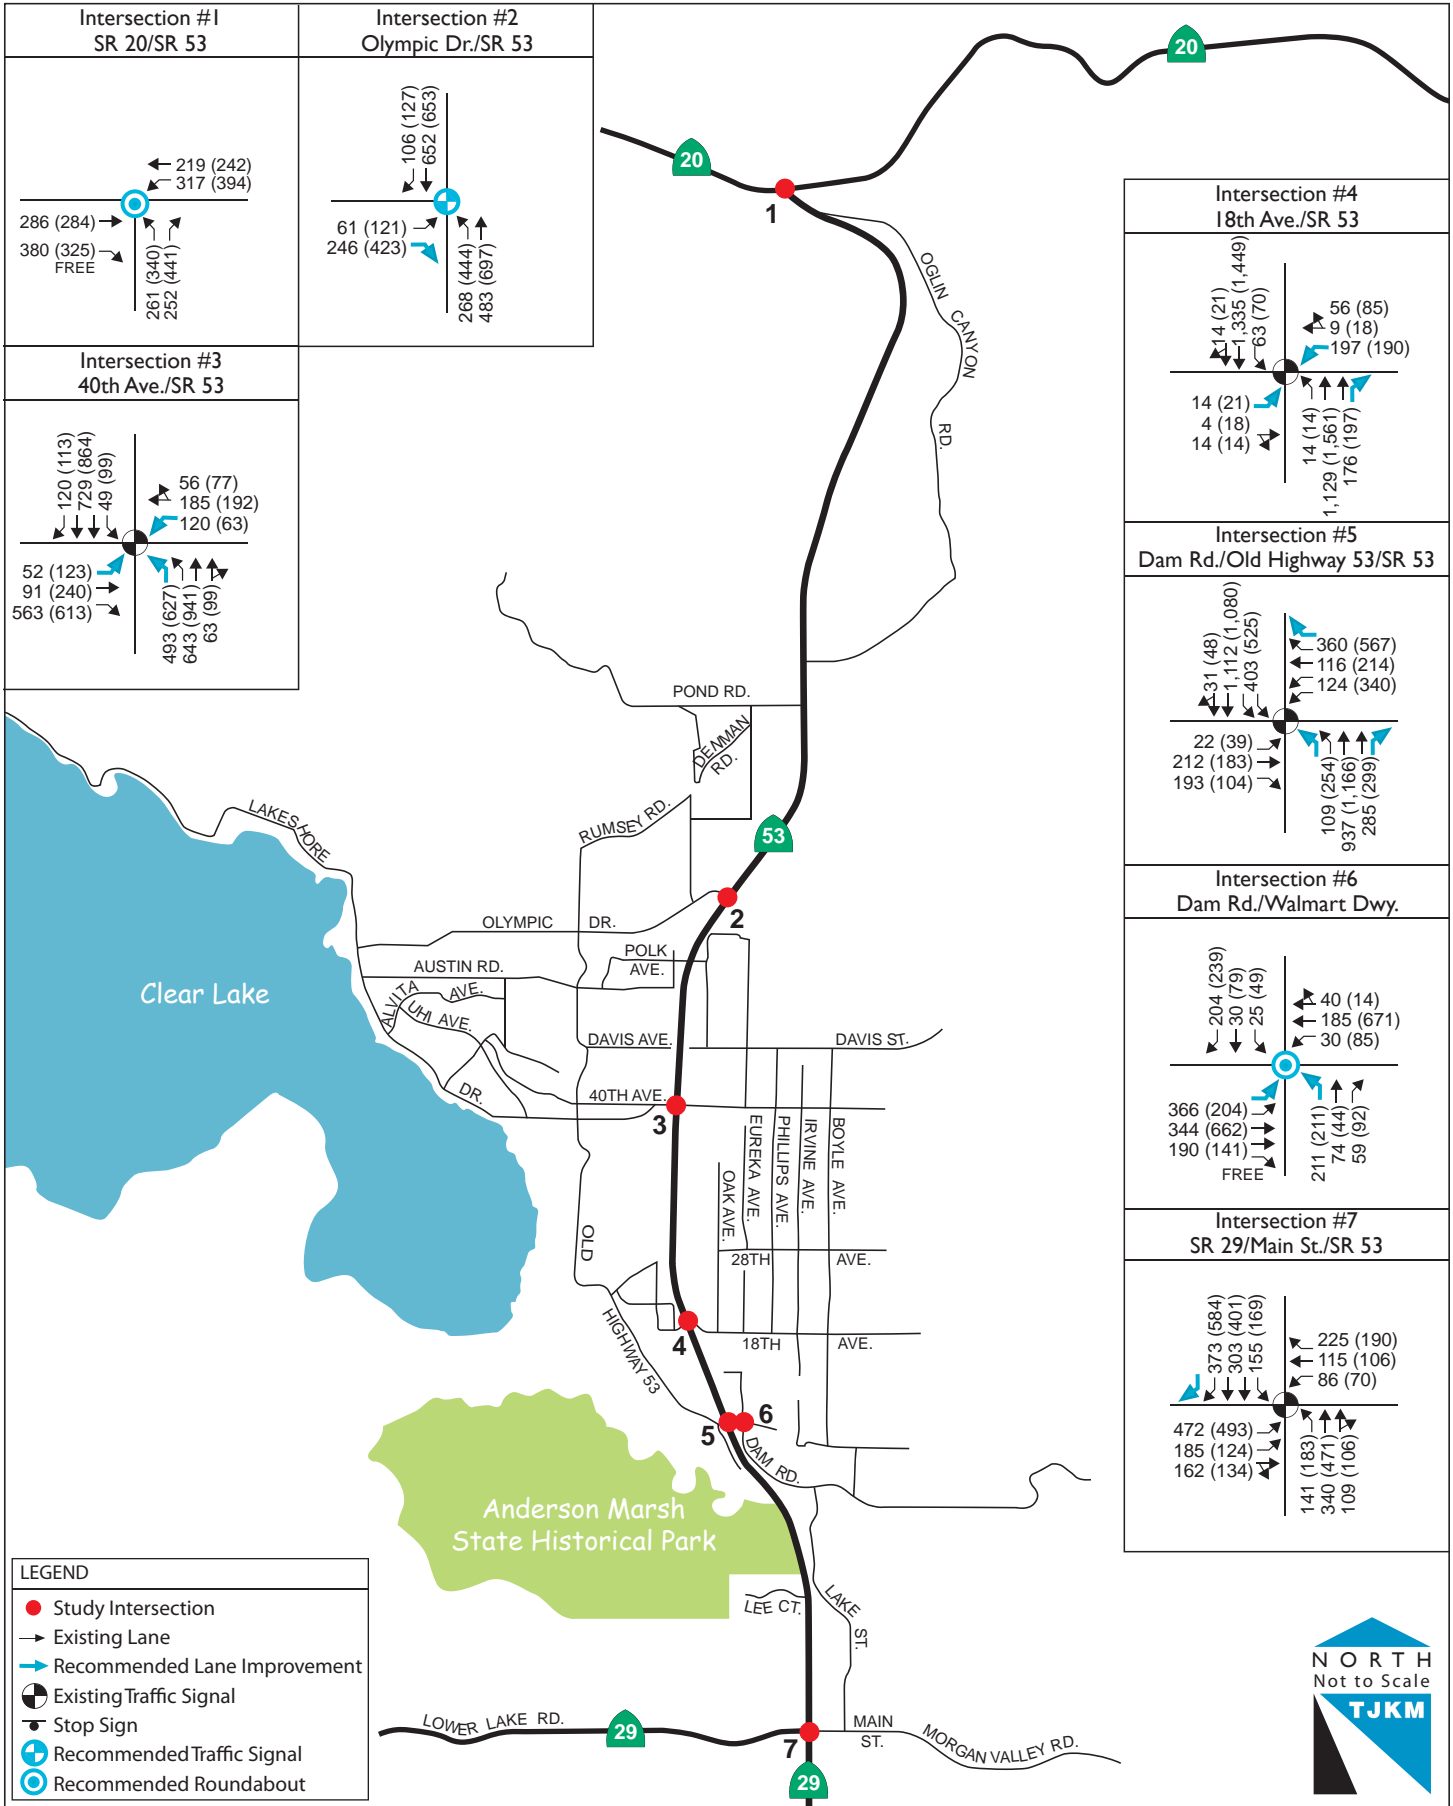 Intersection #1
SR 20/SR 53
219 (242)
317 (394)
286 (284)
380 (325)
FREE
261 (340)
252 (441)
Intersection #2
Olympic Dr./SR 53
106 (127)
652 (653)
61 (121)
246 (423)
268 (444)
483 (697)
Intersection #3
40th Ave./SR 53
120 (113)
729 (864)
49 (99)
56 (77)
185 (192)
120 (63)
52 (123)
91 (240)
563 (613)
493 (627)
643 (941)
63 (99)
Intersection #4
18th Ave./SR 53
14 (21)
1,335 (1,449)
63 (70)
56 (85)
9 (18)
197 (190)
14 (21)
4 (18)
14 (14)
14 (14)
1,129 (1,561)
176 (197)
Intersection #5
Dam Rd./Old Highway 53/SR 53
31 (48)
1,112 (1,080)
403 (525)
360 (567)
116 (214)
124 (340)
22 (39)
212 (183)
193 (104)
109 (254)
937 (1,166)
285 (299)
Intersection #6
Dam Rd./Walmart Dwy.
204 (239)
30 (79)
25 (49)
40 (14)
185 (671)
30 (85)
366 (204)
344 (662)
190 (141)
FREE
211 (211)
74 (44)
59 (92)
Intersection #7
SR 29/Main St./SR 53
373 (584)
303 (401)
155 (169)
225 (190)
115 (106)
86 (70)
472 (493)
185 (124)
162 (134)
141 (183)
340 (471)
109 (106)
20
20
1
OGLIN CANYON RD.
POND RD.
DENMAN
RD.
RUMSEY RD.
53
LAKESHORE
2
OLYMPIC DR.
POLK
AVE.
AUSTIN RD.
Clear Lake
ALVITA AVE.
UHI AVE.
DAVIS AVE.
DAVIS ST.
DR.
40TH AVE.
3
EUREKA AVE.
PHILLIPS AVE.
IRVINE AVE.
BOYLE AVE.
OAK AVE.
OLD
28TH AVE.
HIGHWAY 53
4
18TH AVE.
5
6
DAM RD.
Anderson Marsh
State Historical Park
LEE CT.
LAKE
ST.
LOWER LAKE RD.
29
7
MAIN
ST.
MORGAN VALLEY RD.
29
LEGEND
Study Intersection
Existing Lane
Recommended Lane Improvement
Existing Traffic Signal
Stop Sign
Recommended Traffic Signal
Recommended Roundabout
NORTH
Not to Scale
TJKM